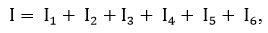 I = I₁ + I₂ + I₃ + I₄ + I₅ + I₆,